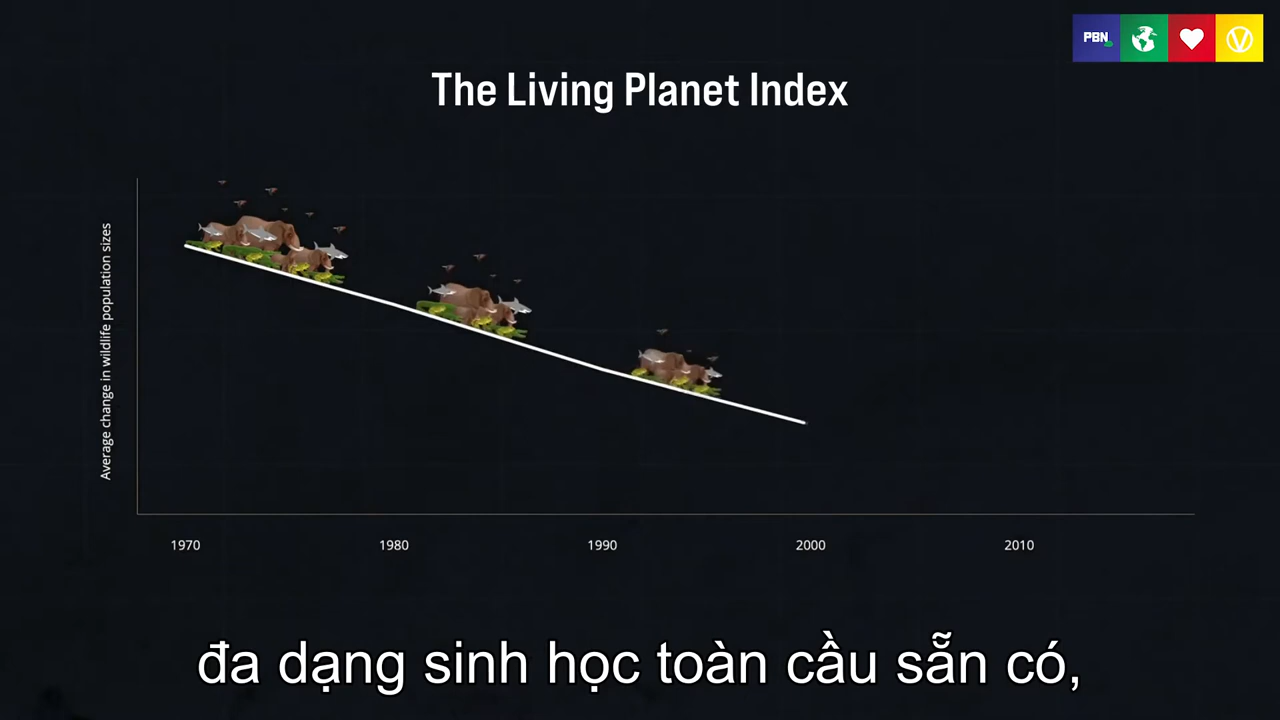 PBN
The Living Planet Index
Average change in wildlife population sizes
1970 1980 1990 2000 2010
đa dạng sinh học toàn cầu sẵn có,